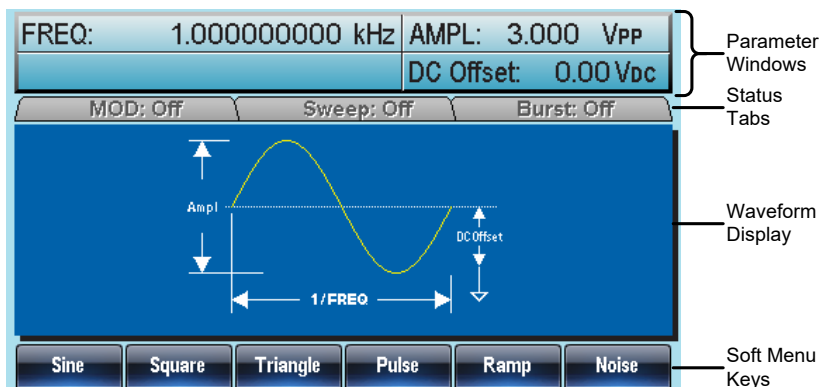 FREQ: 1.000000000 kHz AMPL: 3.000 VPP
DC Offset: 0.00 VDC
Parameter
Windows
MOD: Off Sweep: Off Burst: Off
Status
Tabs
Ampl
DC Offset
1/FREQ
Waveform
Display
Sine Square Triangle Pulse Ramp Noise
Soft Menu
Keys